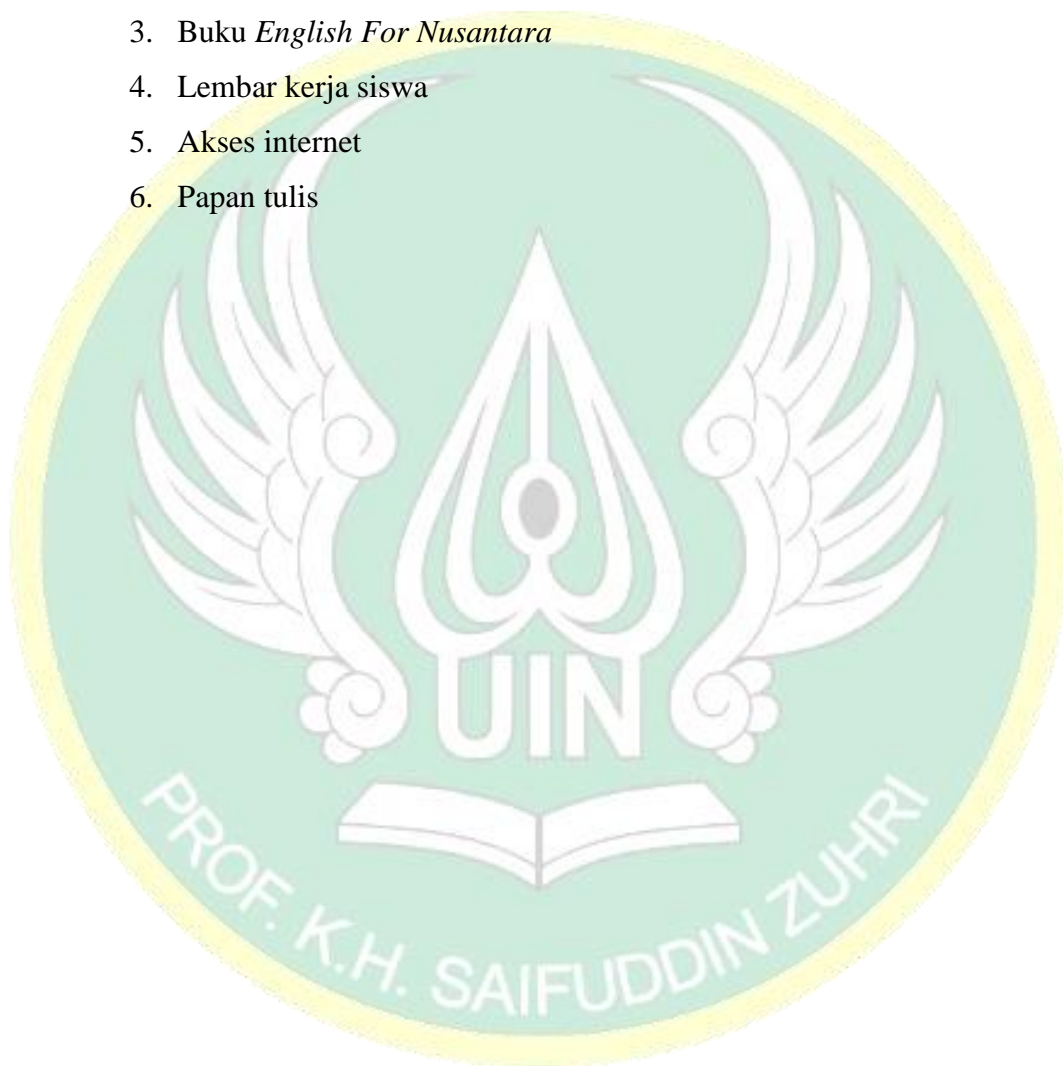 3. Buku English For Nusantara
4. Lembar kerja siswa
5. Akses internet
6. Papan tulis
UIN
PROF. K.H. SAIFUDDIN ZUHRI